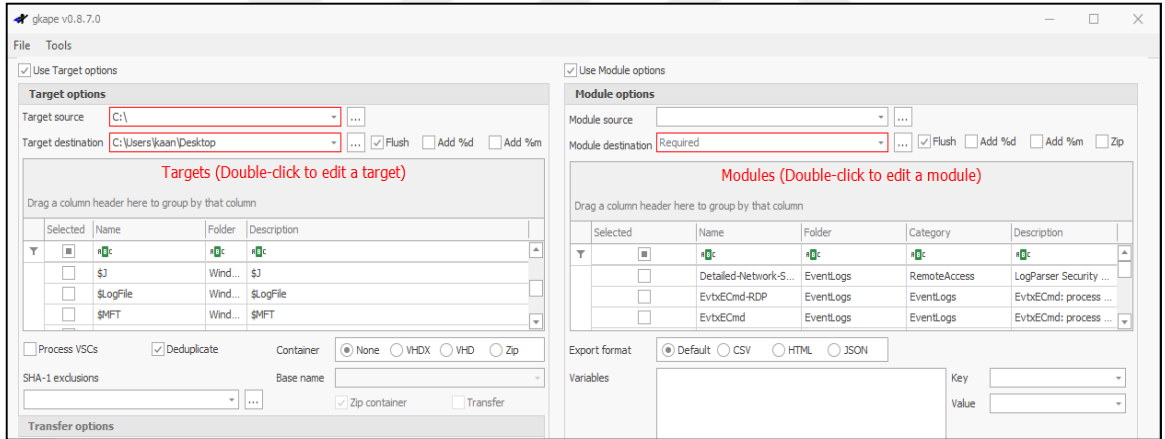 gkape v0.8.7.0
File Tools
Use Target options
Target options
Target source C:\ ...
Target destination C:\Users\kaan\Desktop ... Flush Add %d Add %m
Targets (Double-click to edit a target)
Drag a column header here to group by that column
Selected Name Folder Description
$J Wind... $J
$LogFile Wind... $LogFile
$MFT Wind... $MFT
Process VSCs Deduplicate Container None VHDX VHD Zip
SHA-1 exclusions Base name
... Zip container Transfer
Transfer options
Use Module options
Module options
Module source ...
Module destination Required ... Flush Add %d Add %m Zip
Modules (Double-click to edit a module)
Drag a column header here to group by that column
Selected Name Folder Category Description
Detailed-Network-S... EventLogs RemoteAccess LogParser Security ...
EvtxECmd-RDP EventLogs EventLogs EvtxECmd: process ...
EvtxECmd EventLogs EventLogs EvtxECmd: process ...
Export format Default CSV HTML JSON
Variables Key
Value